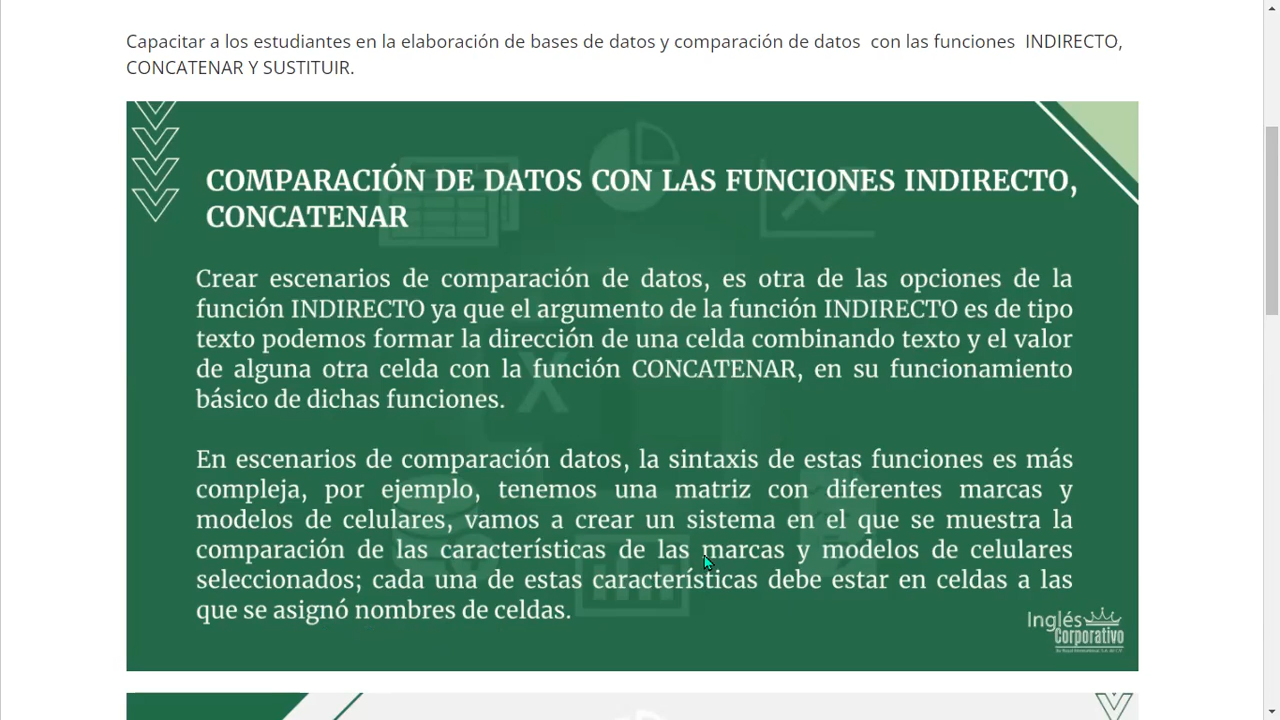 Capacitar a los estudiantes en la elaboración de bases de datos y comparación de datos  con las funciones  INDIRECTO,
CONCATENAR Y SUSTITUIR.
COMPARACIÓN DE DATOS CON LAS FUNCIONES INDIRECTO,
CONCATENAR
Crear escenarios de comparación de datos, es otra de las opciones de la
función INDIRECTO ya que el argumento de la función INDIRECTO es de tipo
texto podemos formar la dirección de una celda combinando texto y el valor
de alguna otra celda con la función CONCATENAR, en su funcionamiento
básico de dichas funciones.
En escenarios de comparación datos, la sintaxis de estas funciones es más
compleja, por ejemplo, tenemos una matriz con diferentes marcas y
modelos de celulares, vamos a crear un sistema en el que se muestra la
comparación de las características de las marcas y modelos de celulares
seleccionados; cada una de estas características debe estar en celdas a las
que se asignó nombres de celdas.
Inglés
Corporativo